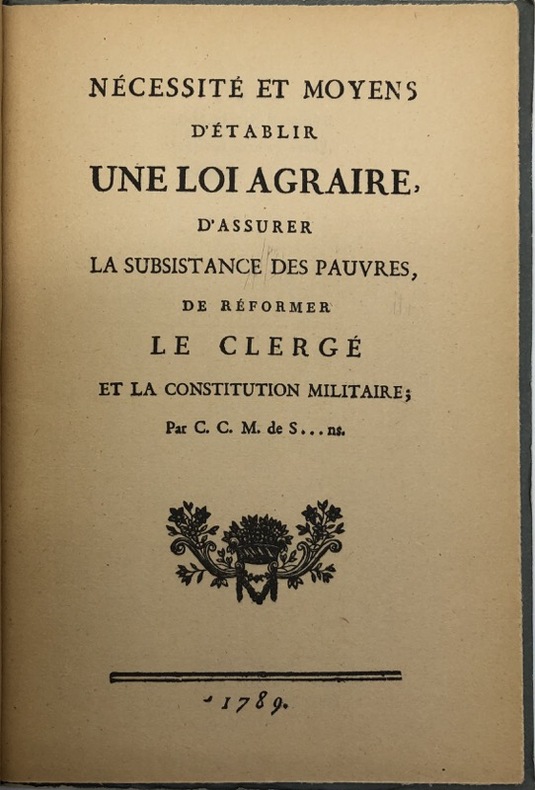 NÉCESSITÉ ET MOYENS
D'ÉTABLIR
UNE LOI AGRAIRE,
D'ASSURER
LA SUBSISTANCE DES PAUVRES,
DE RÉFORMER
LE CLERGÉ
ET LA CONSTITUTION MILITAIRE;
Par C. C. M. de S...ns.
1789.